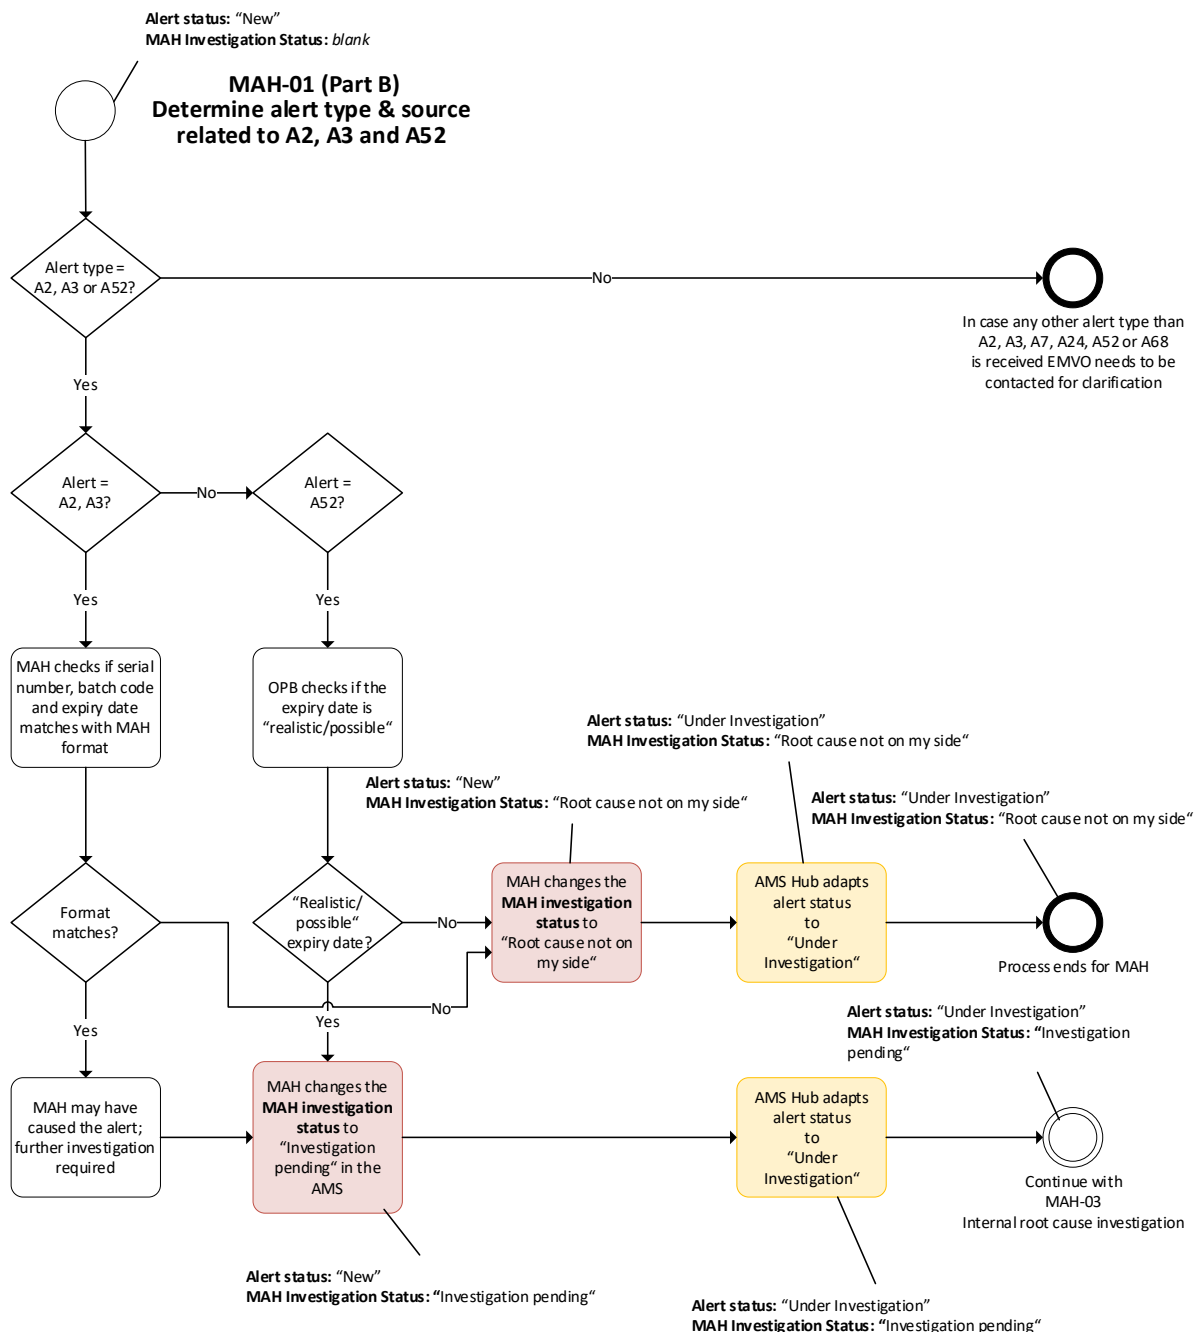 Alert status: “New”
MAH Investigation Status: blank
MAH-01 (Part B)
Determine alert type & source
related to A2, A3 and A52
Alert type =
A2, A3 or A52?
No
In case any other alert type than
A2, A3, A7, A24, A52 or A68
is received EMVO needs to be
contacted for clarification
Yes
Alert =
A2, A3?
No
Alert =
A52?
Yes
Yes
MAH checks if serial
number, batch code
and expiry date
matches with MAH
format
OPB checks if the
expiry date is
“realistic/possible“
Alert status: “Under Investigation”
MAH Investigation Status: “Root cause not on my side“
Alert status: “New”
MAH Investigation Status: “Root cause not on my side“
Alert status: “Under Investigation”
MAH Investigation Status: “Root cause not on my side“
Format
matches?
“Realistic/
possible“
expiry date?
No
MAH changes the
MAH investigation
status to
“Root cause not on
my side“
AMS Hub adapts
alert status
to
“Under
Investigation“
Process ends for MAH
No
Yes
Yes
Alert status: “Under Investigation”
MAH Investigation Status: “Investigation
pending“
MAH may have
caused the alert;
further investigation
required
MAH changes the
MAH investigation
status to
“Investigation
pending“ in the
AMS
AMS Hub adapts
alert status
to
“Under
Investigation“
Continue with
MAH-03
Internal root cause investigation
Alert status: “New”
MAH Investigation Status: “Investigation pending“
Alert status: “Under Investigation”
MAH Investigation Status: “Investigation pending“